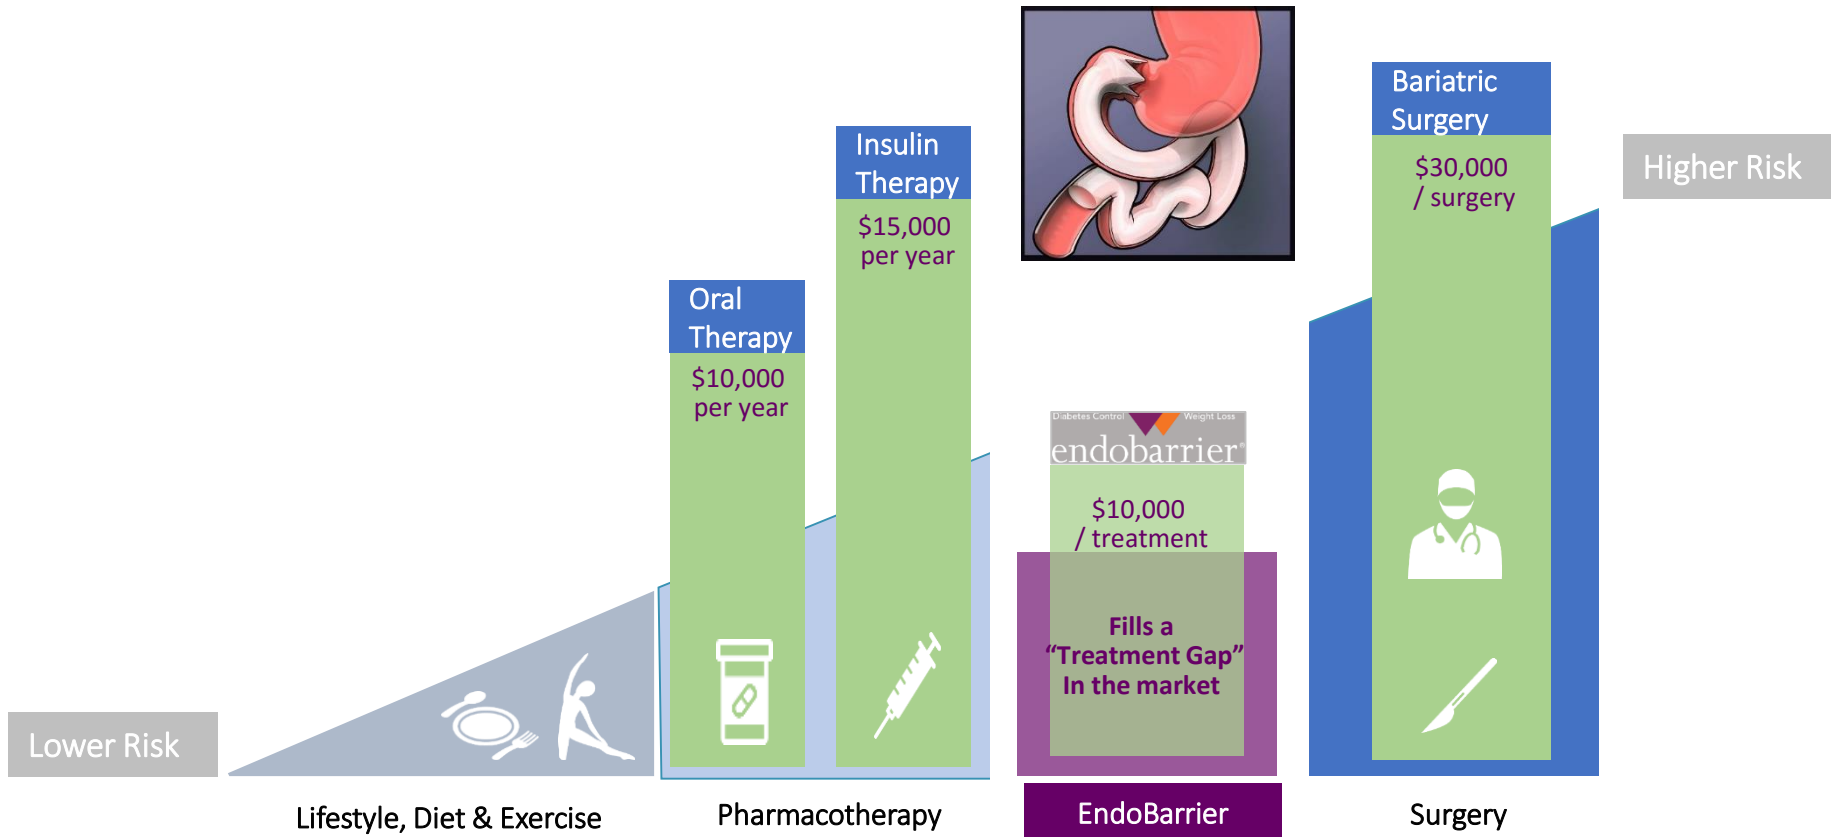 Bariatric
Surgery
$30,000
/ surgery
Higher Risk
Insulin
Therapy
$15,000
per year
Oral
Therapy
$10,000
per year
Diabetes Control
Weight Loss
endobarrier®
$10,000
/ treatment
Fills a
“Treatment Gap”
In the market
Lower Risk
Lifestyle, Diet & Exercise
Pharmacotherapy
EndoBarrier
Surgery